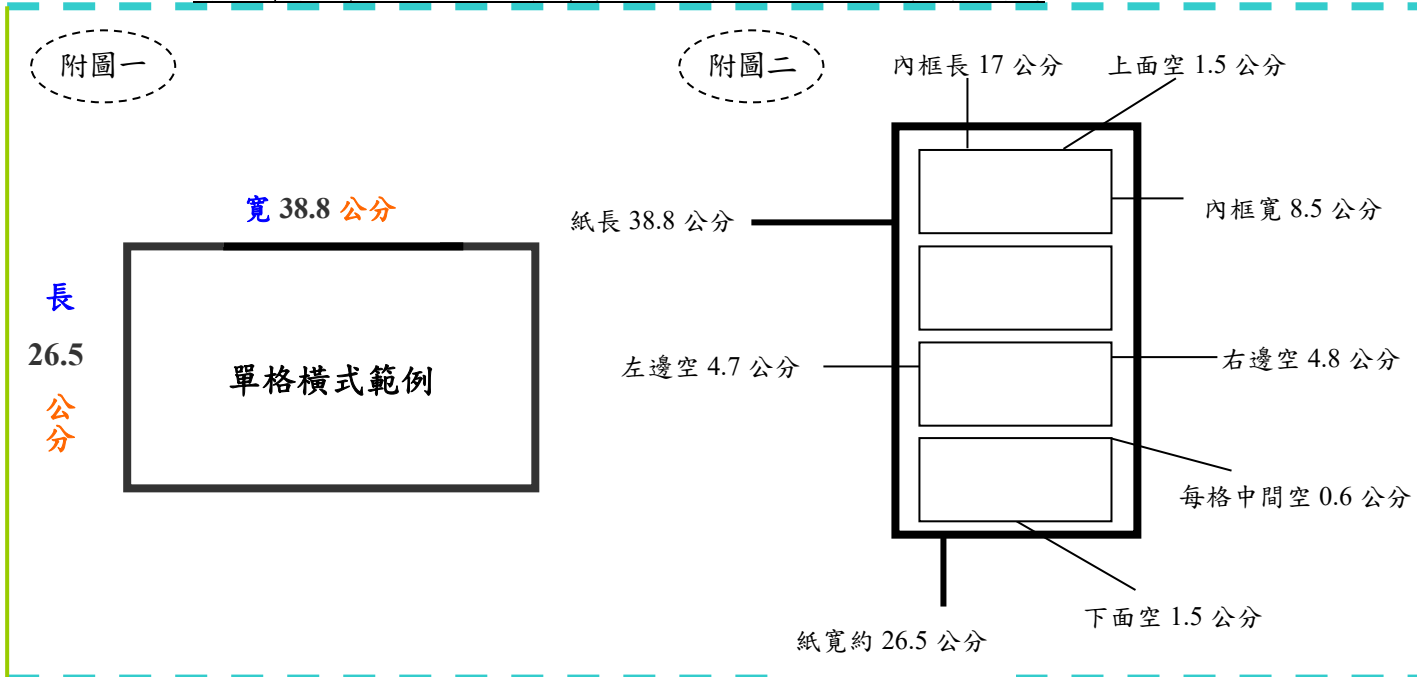 附圖一
寬 38.8 公分
長
26.5
公
分
單格橫式範例
附圖二
內框長 17 公分
上面空 1.5 公分
紙長 38.8 公分
內框寬 8.5 公分
左邊空 4.7 公分
右邊空 4.8 公分
每格中間空 0.6 公分
下面空 1.5 公分
紙寬約 26.5 公分